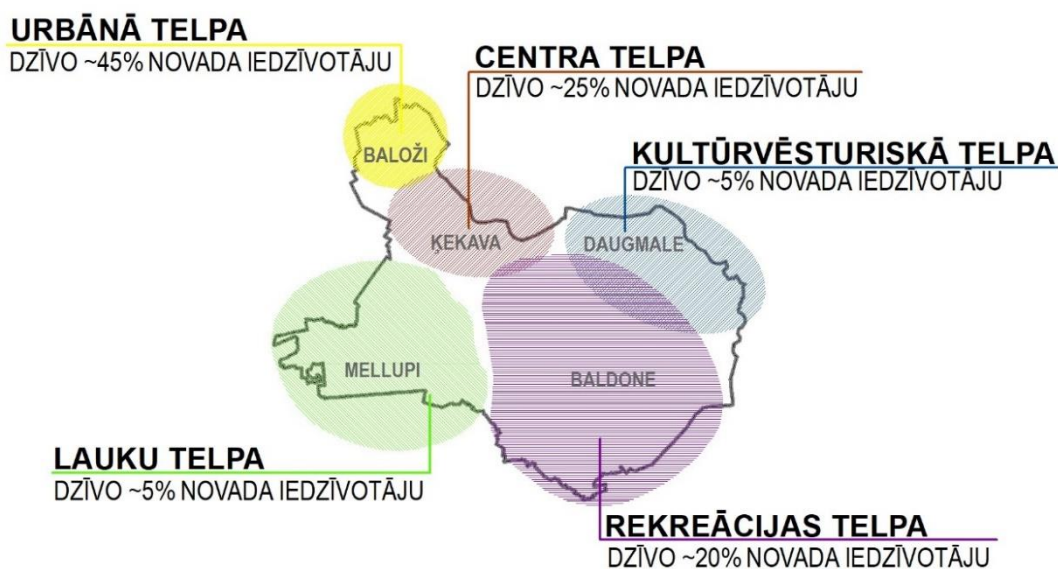 URBĀNĀ TELPA
DZĪVO ~45% NOVADA IEDZĪVOTĀJU
CENTRA TELPA
DZĪVO ~25% NOVADA IEDZĪVOTĀJU
BALOŽI
KULTŪRVĒSTURISKĀ TELPA
DZĪVO ~5% NOVADA IEDZĪVOTĀJU
ĶEKAVA
DAUGMALE
MELLUPI
BALDONE
LAUKU TELPA
DZĪVO ~5% NOVADA IEDZĪVOTĀJU
REKREĀCIJAS TELPA
DZĪVO ~20% NOVADA IEDZĪVOTĀJU